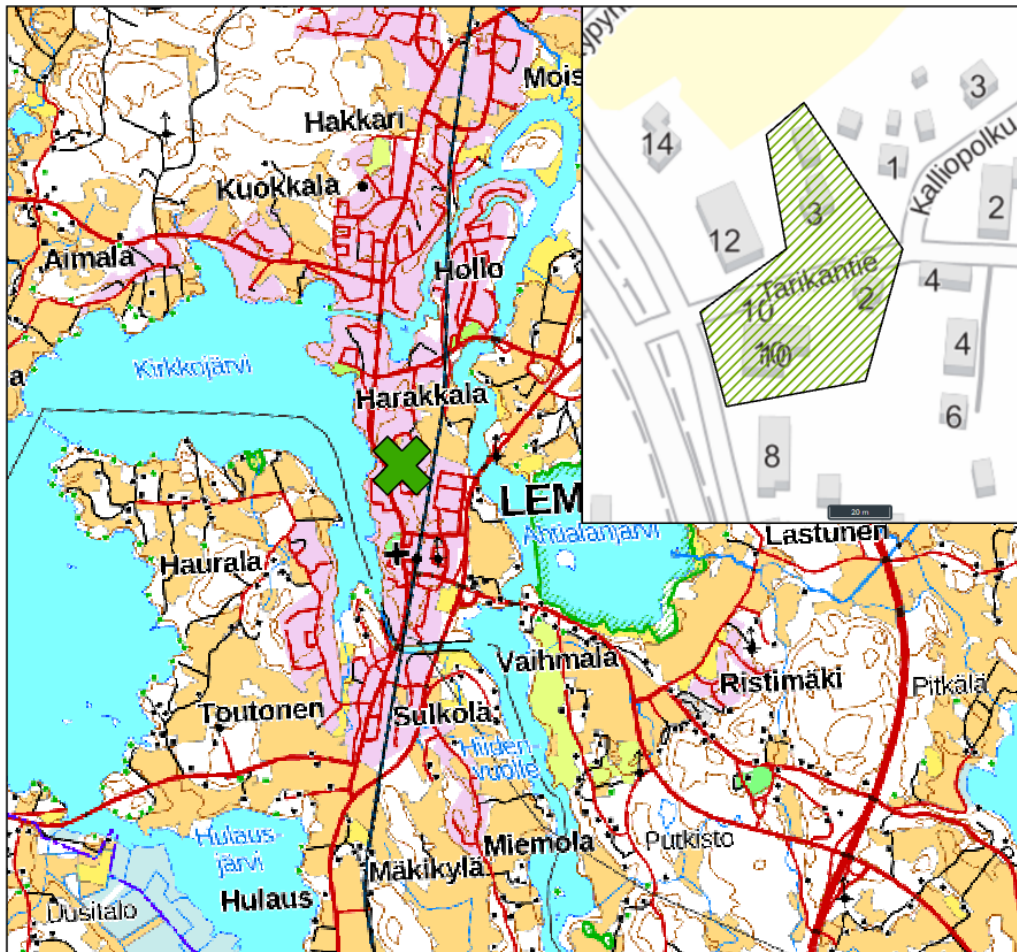 Mois
Hakkari
Kuokkala
Aimala
Hollo
Kirkkojärvi
Harakkala
LEM
Ahtialanjärvi
Lastunen
Haurala
Vaihmala
Ristimäki
Pitkälä
Toutonen
Sulkola
Hiiden-
vuolle
Hulaus-
järvi
Miemola
Putkisto
Mäkikylä
Hulaus
Uusitalo
a
14
3
1
Kalliopolku
2
12
3
Tarikantie
4
10
2
10
4
6
8
20 m